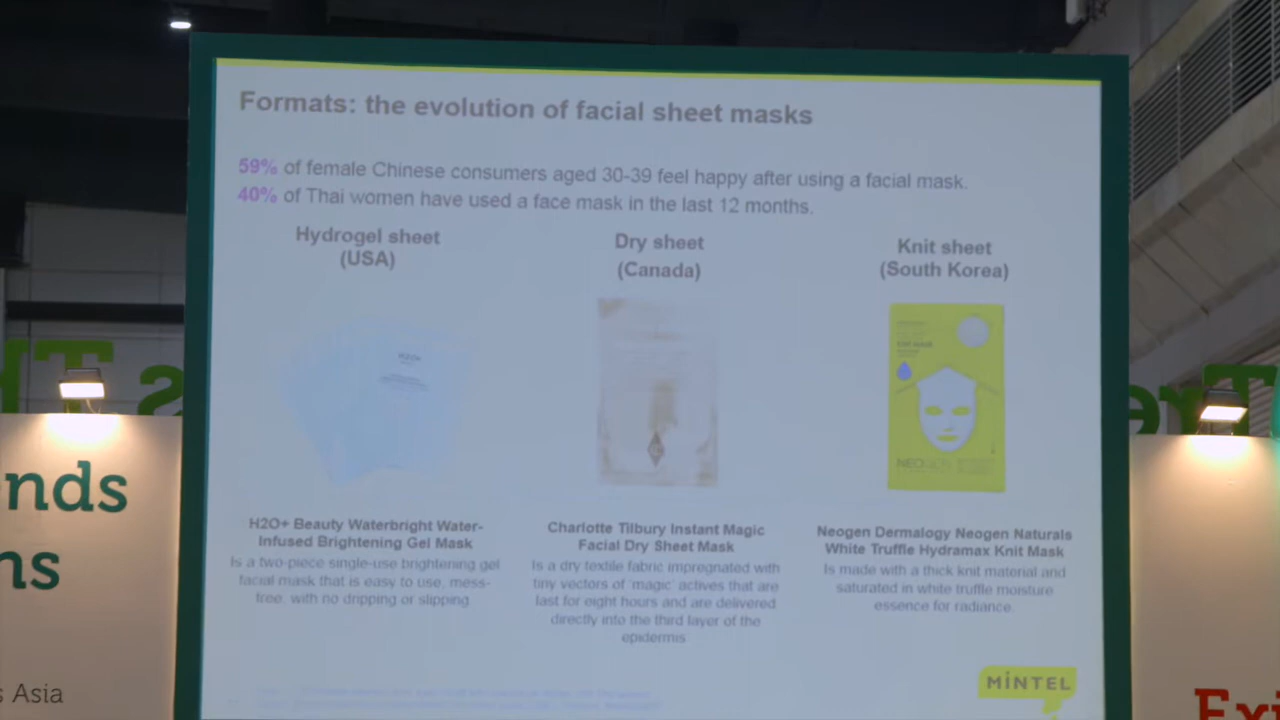 Formats: the evolution of facial sheet masks
59% of female Chinese consumers aged 30-39 feel happy after using a facial mask.
40% of Thai women have used a face mask in the last 12 months.
Hydrogel sheet
(USA)
Dry sheet
(Canada)
Knit sheet
(South Korea)
H2O+
NEOGEN
H2O+ Beauty Waterbright Water-
Infused Brightening Gel Mask
Is a two-piece single-use brightening gel
facial mask that is easy to use, mess-
free, with no dripping or slipping
Charlotte Tilbury Instant Magic
Facial Dry Sheet Mask
Is a dry textile fabric impregnated with
tiny vectors of 'magic' actives that are
last for eight hours and are delivered
directly into the third layer of the
epidermis
Neogen Dermalogy Neogen Naturals
White Truffle Hydramax Knit Mask
Is made with a thick knit material and
saturated in white truffle moisture
essence for radiance.
MINTEL
nds
ns
s Asia
s T
er Tr
Exi